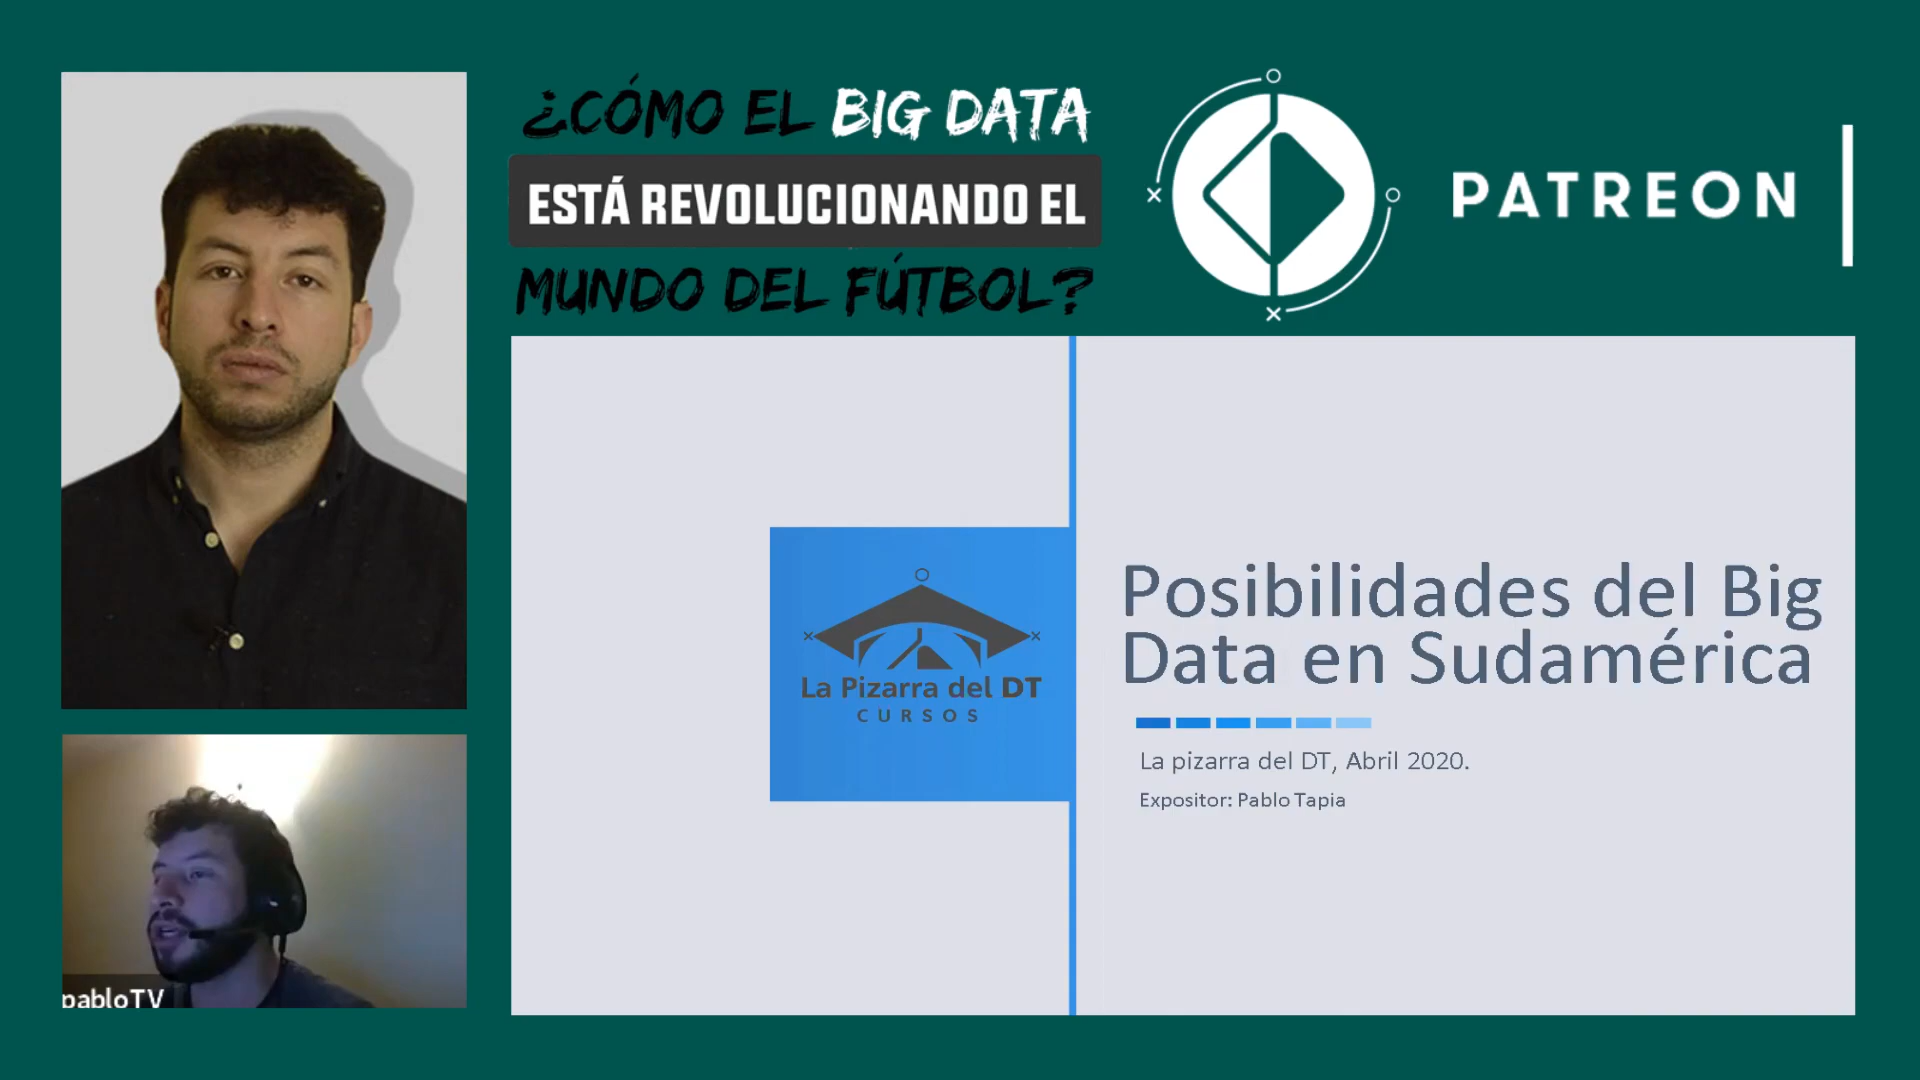 ¿CÓMO EL BIG DATA
ESTÁ REVOLUCIONANDO EL
MUNDO DEL FÚTBOL?
PATREON
La Pizarra del DT
CURSOS
Posibilidades del Big
Data en Sudamérica
La pizarra del DT, Abril 2020.
Expositor: Pablo Tapia
pabloTV